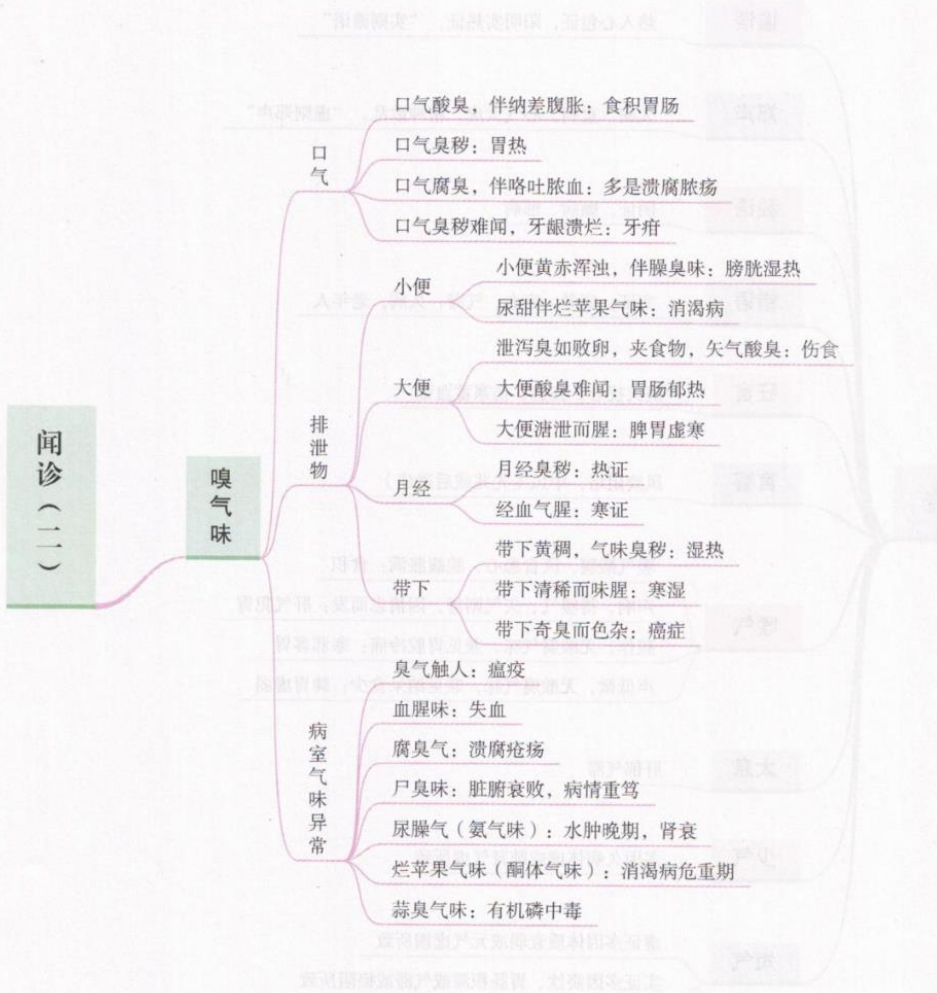 闻诊（二）
嗅气味
口气
口气酸臭，伴纳差腹胀：食积胃肠
口气臭秽：胃热
口气腐臭，伴咯吐脓血：多是溃腐脓疡
口气臭秽难闻，牙龈溃烂：牙疳
排泄物
小便
小便黄赤浑浊，伴臊臭味：膀胱湿热
尿甜伴烂苹果气味：消渴病
大便
泄泻臭如败卵，夹食物，矢气酸臭：伤食
大便酸臭难闻：胃肠郁热
大便溏泄而腥：脾胃虚寒
月经
月经臭秽：热证
经血气腥：寒证
带下
带下黄稠，气味臭秽：湿热
带下清稀而味腥：寒湿
带下奇臭而色杂：癌症
病室气味异常
臭气触人：瘟疫
血腥味：失血
腐臭气：溃腐疮疡
尸臭味：脏腑衰败，病情重笃
尿臊气（氨气味）：水肿晚期，肾衰
烂苹果气味（酮体气味）：消渴病危重期
蒜臭气味：有机磷中毒